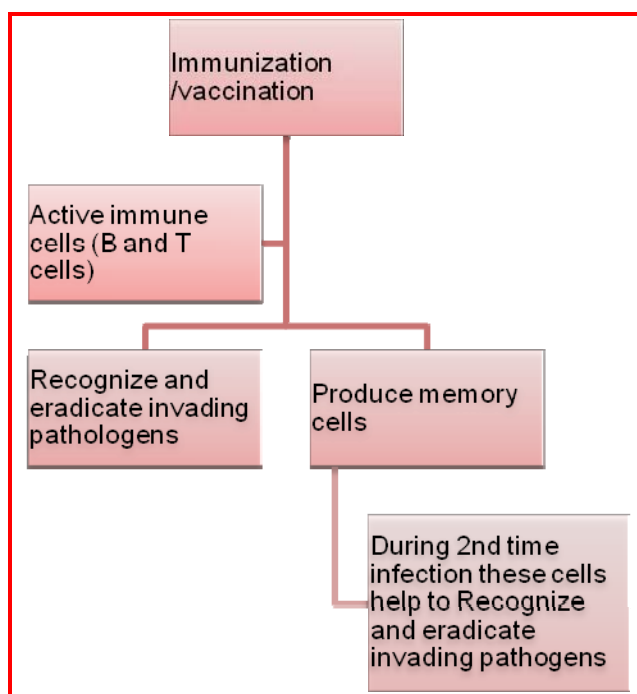 Immunization
/vaccination
Active immune
cells (B and T
cells)
Recognize and
eradicate invading
pathologens
Produce memory
cells
During 2nd time
infection these cells
help to Recognize
and eradicate
invading pathogens